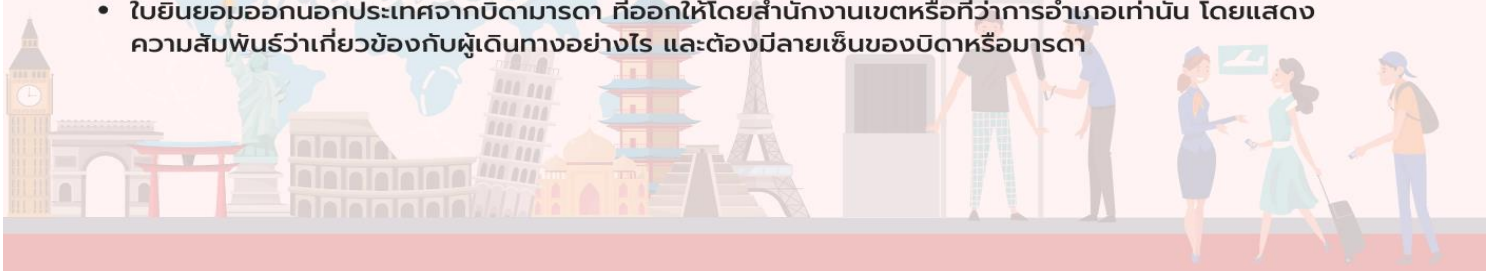 • ใบยินยอมออกนอกประเทศจากบิดามารดา ที่ออกให้โดยสำนักงานเขตหรือที่ว่าการอำเภอเท่านั้น โดยแสดง
ความสัมพันธ์ว่าเกี่ยวข้องกับผู้เดินทางอย่างไร และต้องมีลายเซ็นของบิดาหรือมารดา